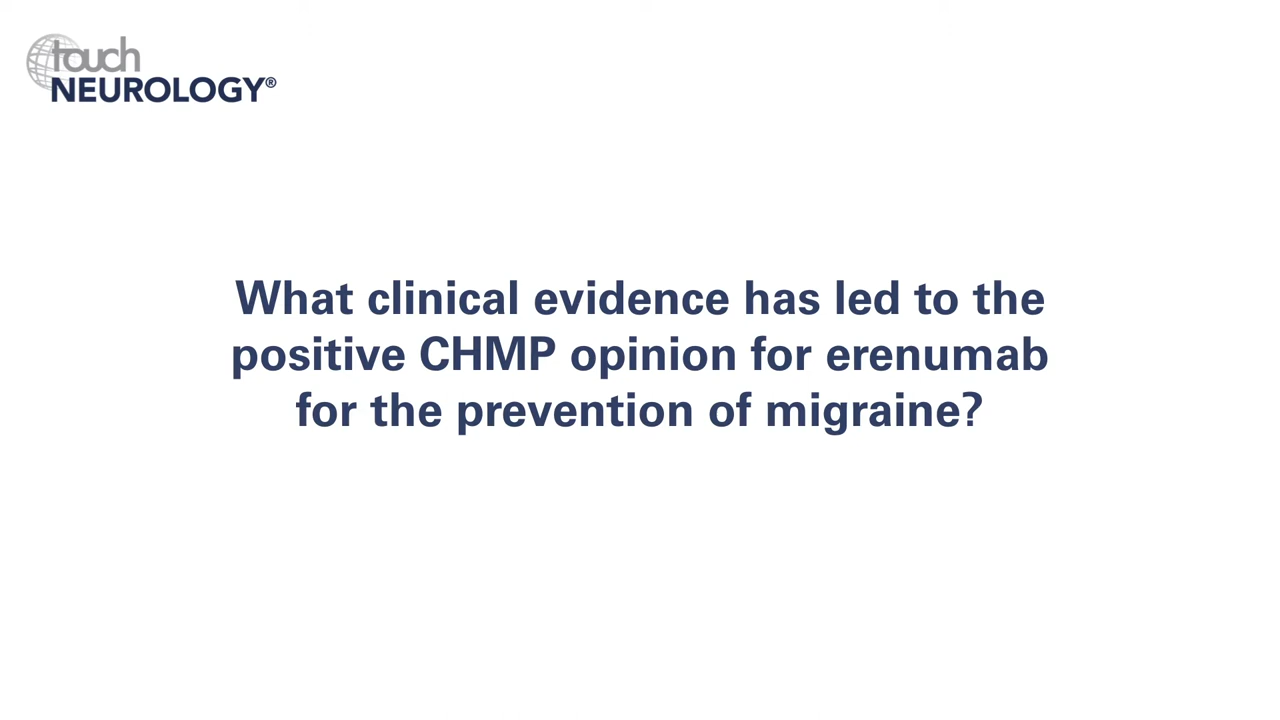 touch
NEUROLOGY®
What clinical evidence has led to the
positive CHMP opinion for erenumab
for the prevention of migraine?